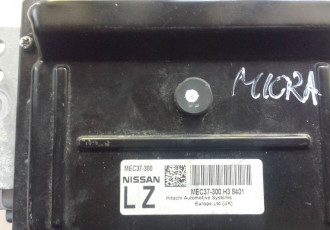 MICRA
MEC37-300
NISSAN
LZ
MEC37-300 H3 8401
Hitachi Automotive Systems
Europe Ltd (UK)